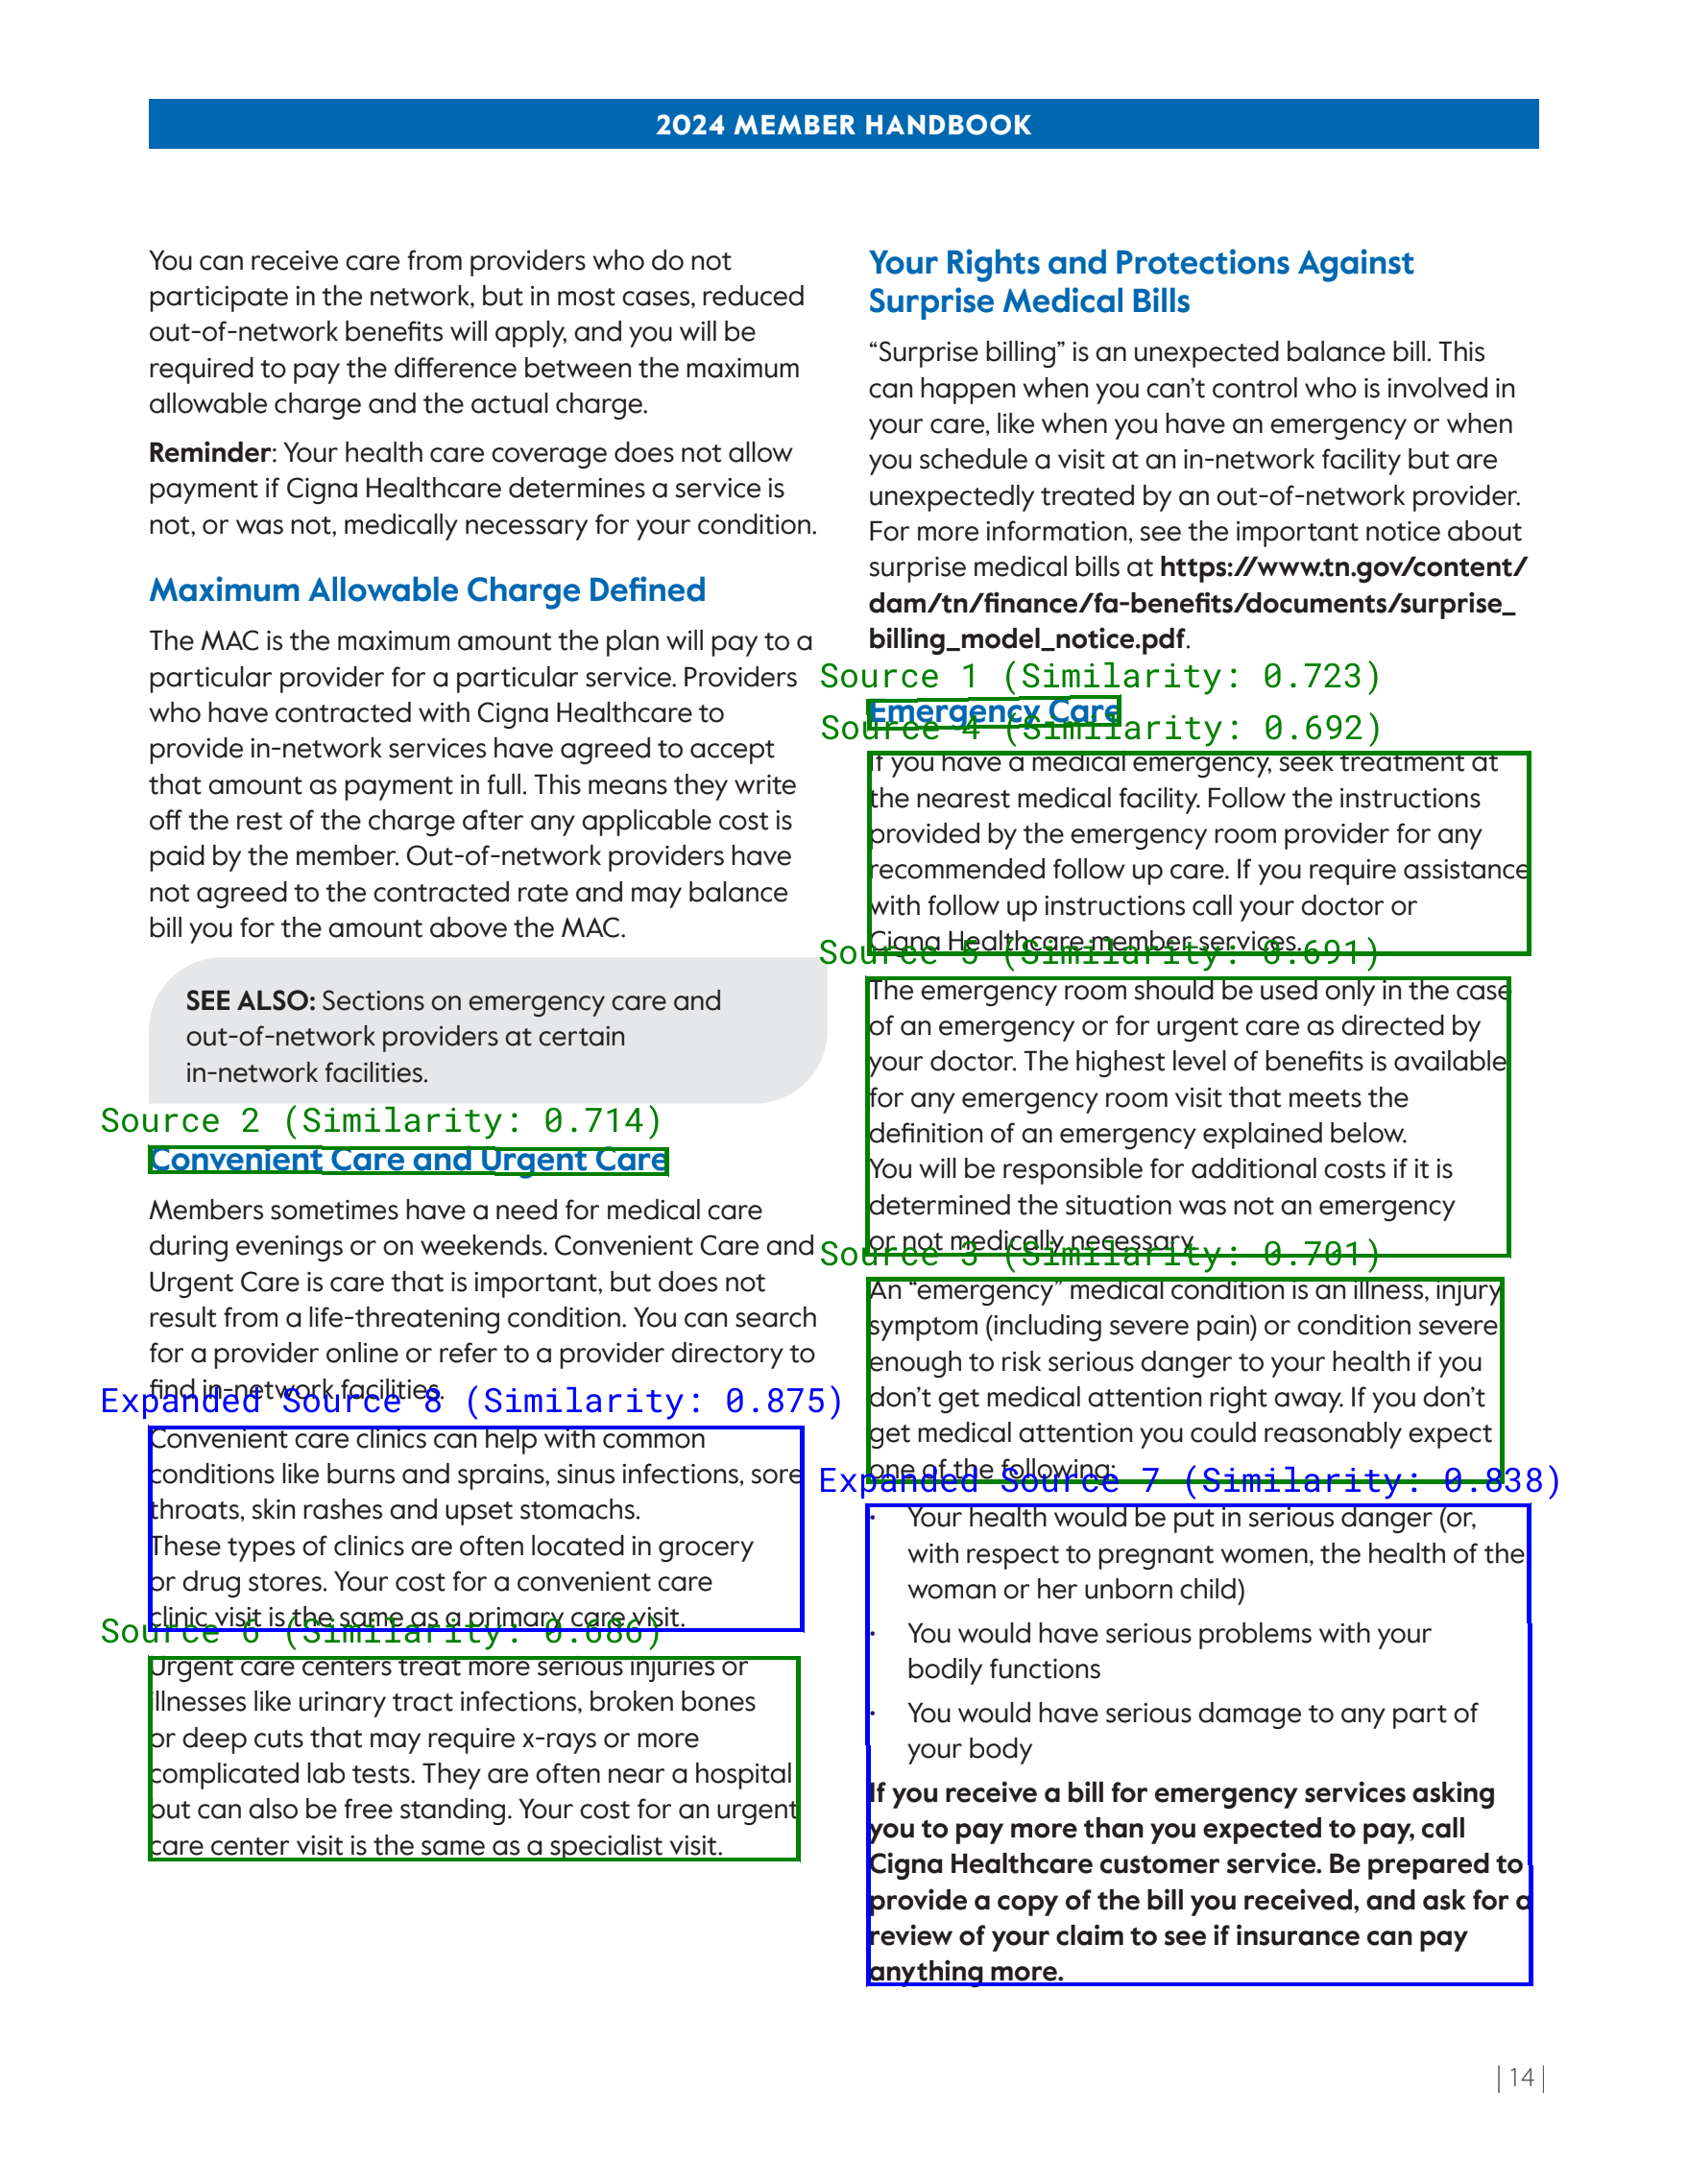 2024 MEMBER HANDBOOK
You can receive care from providers who do not
participate in the network, but in most cases, reduced
out-of-network benefits will apply, and you will be
required to pay the difference between the maximum
allowable charge and the actual charge.
Reminder: Your health care coverage does not allow
payment if Cigna Healthcare determines a service is
not, or was not, medically necessary for your condition.
Maximum Allowable Charge Defined
The MAC is the maximum amount the plan will pay to a
particular provider for a particular service. Providers
who have contracted with Cigna Healthcare to
provide in-network services have agreed to accept
that amount as payment in full. This means they write
off the rest of the charge after any applicable cost is
paid by the member. Out-of-network providers have
not agreed to the contracted rate and may balance
bill you for the amount above the MAC.
SEE ALSO: Sections on emergency care and
out-of-network providers at certain
in-network facilities.
Source 2 (Similarity: 0.714)
Convenient Care and Urgent Care
Members sometimes have a need for medical care
during evenings or on weekends. Convenient Care and
Urgent Care is care that is important, but does not
result from a life-threatening condition. You can search
for a provider online or refer to a provider directory to
find in-network facilities.
Expanded Source 8 (Similarity: 0.875)
Convenient care clinics can help with common
conditions like burns and sprains, sinus infections, sore
throats, skin rashes and upset stomachs.
These types of clinics are often located in grocery
or drug stores. Your cost for a convenient care
clinic visit is the same as a primary care visit.
Source 6 (Similarity: 0.686)
Urgent care centers treat more serious injuries or
illnesses like urinary tract infections, broken bones
or deep cuts that may require x-rays or more
complicated lab tests. They are often near a hospital
but can also be free standing. Your cost for an urgent
care center visit is the same as a specialist visit.
Your Rights and Protections Against
Surprise Medical Bills
“Surprise billing” is an unexpected balance bill. This
can happen when you can’t control who is involved in
your care, like when you have an emergency or when
you schedule a visit at an in-network facility but are
unexpectedly treated by an out-of-network provider.
For more information, see the important notice about
surprise medical bills at https://www.tn.gov/content/
dam/tn/finance/fa-benefits/documents/surprise_
billing_model_notice.pdf.
Source 1 (Similarity: 0.723)
Emergency Care
Source 4 (Similarity: 0.692)
If you have a medical emergency, seek treatment at
the nearest medical facility. Follow the instructions
provided by the emergency room provider for any
recommended follow up care. If you require assistance
with follow up instructions call your doctor or
Cigna Healthcare member services.
Source 5 (Similarity: 0.691)
The emergency room should be used only in the case
of an emergency or for urgent care as directed by
your doctor. The highest level of benefits is available
for any emergency room visit that meets the
definition of an emergency explained below.
You will be responsible for additional costs if it is
determined the situation was not an emergency
or not medically necessary.
Source 3 (Similarity: 0.701)
An “emergency” medical condition is an illness, injury
symptom (including severe pain) or condition severe
enough to risk serious danger to your health if you
don’t get medical attention right away. If you don’t
get medical attention you could reasonably expect
one of the following:
Expanded Source 7 (Similarity: 0.838)
• Your health would be put in serious danger (or,
with respect to pregnant women, the health of the
woman or her unborn child)
• You would have serious problems with your
bodily functions
• You would have serious damage to any part of
your body
If you receive a bill for emergency services asking
you to pay more than you expected to pay, call
Cigna Healthcare customer service. Be prepared to
provide a copy of the bill you received, and ask for a
review of your claim to see if insurance can pay
anything more.
| 14 |